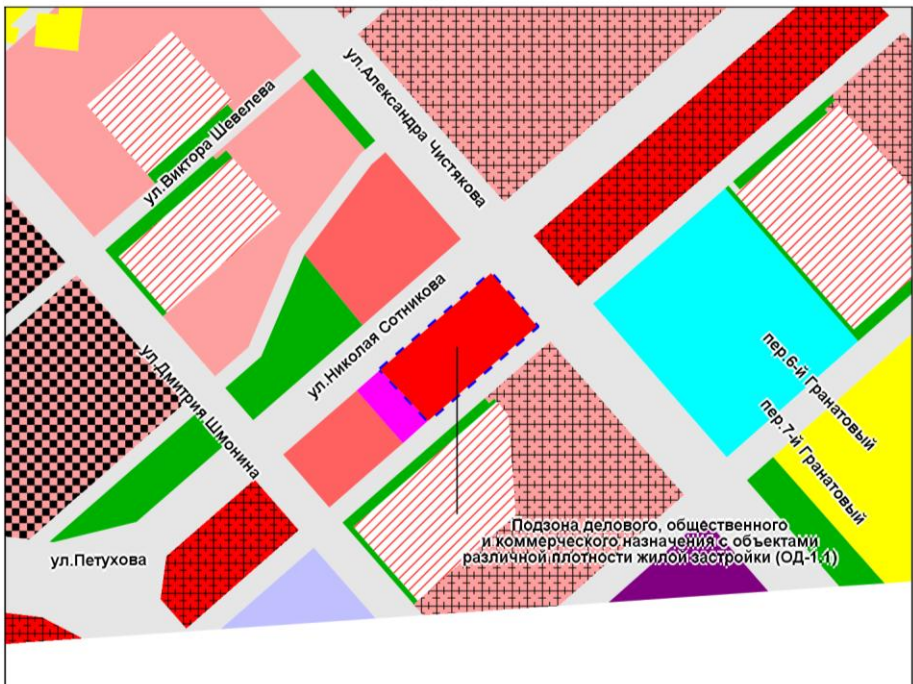 ул.Александра Чистякова
ул.Виктора Шевелева
ул.Николая Сотникова
ул.Дмитрия Шмонина
пер.6-й Гранатовый
пер.7-й Гранатовый
ул.Петухова
Подзона делового, общественного
и коммерческого назначения с объектами
различной плотности жилой застройки (ОД-1.1)